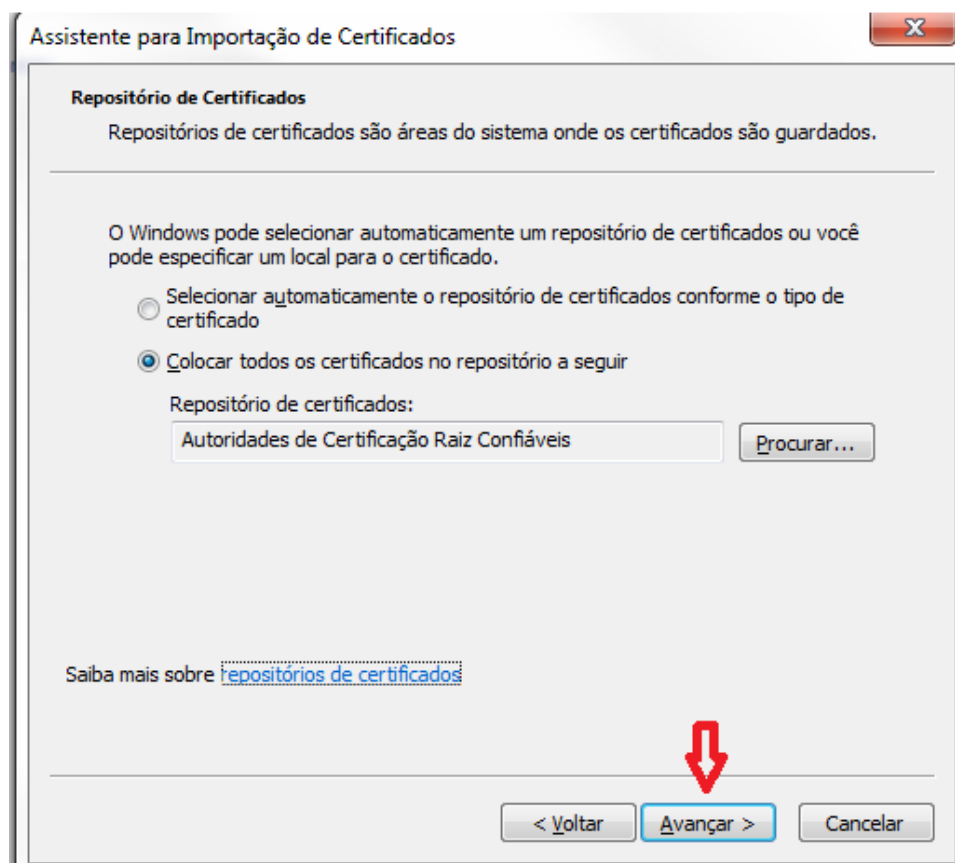 Assistente para Importação de Certificados
Repositório de Certificados
Repositórios de certificados são áreas do sistema onde os certificados são guardados.
O Windows pode selecionar automaticamente um repositório de certificados ou você
pode especificar um local para o certificado.
Selecionar automaticamente o repositório de certificados conforme o tipo de
certificado
Colocar todos os certificados no repositório a seguir
Repositório de certificados:
Autoridades de Certificação Raiz Confiáveis
Procurar...
Saiba mais sobre repositórios de certificados
< Voltar
Avançar >
Cancelar